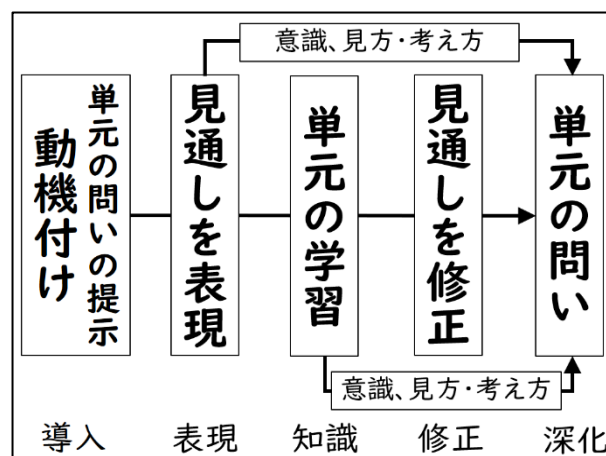 意識、見方・考え方
単元の問いの提示
動機付け
見通しを表現
単元の学習
見通しを修正
単元の問い
意識、見方・考え方
導入
表現
知識
修正
深化